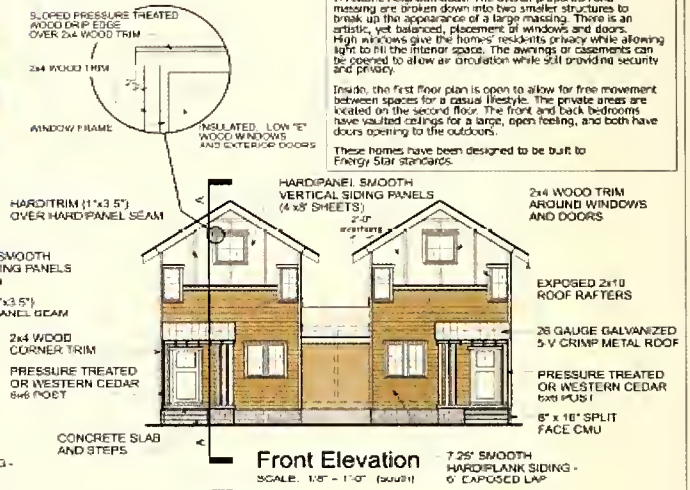 massing are broken down into two smaller structures to
break up the appearance of a large massing. There is an
artistic, yet balanced, placement of windows and doors.
High windows give the homes' residents privacy while allowing
light to fill the interior space. The awnings or casements can
be opened to allow air circulation while still providing security
and privacy.
Inside, the first floor plan is open to allow for free movement
between spaces for a casual lifestyle. The private areas are
located on the second floor. The front and back bedrooms
have vaulted ceilings for a large, open feeling, and both have
doors opening to the outdoors.
These homes have been designed to be built to
Energy Star standards.
SLOPED PRESSURE TREATED
WOOD DRIP EDGE
OVER 2x4 WOOD TRIM
2x4 WOOD TRIM
WINDOW FRAME
INSULATED, LOW "E"
WOOD WINDOWS
AND EXTERIOR DOORS
HARDITRIM (1"x3.5")
OVER HARDIPANEL SEAM
HARDIPANEL SMOOTH
VERTICAL SIDING PANELS
(4'x8' SHEETS)
2'-0"
overhang
2x4 WOOD TRIM
AROUND WINDOWS
AND DOORS
SMOOTH
ING PANELS
"x3.5")
ANEL SEAM
EXPOSED 2x10
ROOF RAFTERS
2x4 WOOD
CORNER TRIM
26 GAUGE GALVANIZED
5-V CRIMP METAL ROOF
PRESSURE TREATED
OR WESTERN CEDAR
6x6 POST
PRESSURE TREATED
OR WESTERN CEDAR
6x6 POST
8" x 16" SPLIT
FACE CMU
CONCRETE SLAB
AND STEPS
A
A
Front Elevation
SCALE: 1/8" = 1'-0" (south)
7.25" SMOOTH
HARDIPLANK SIDING -
6" EXPOSED LAP
G -